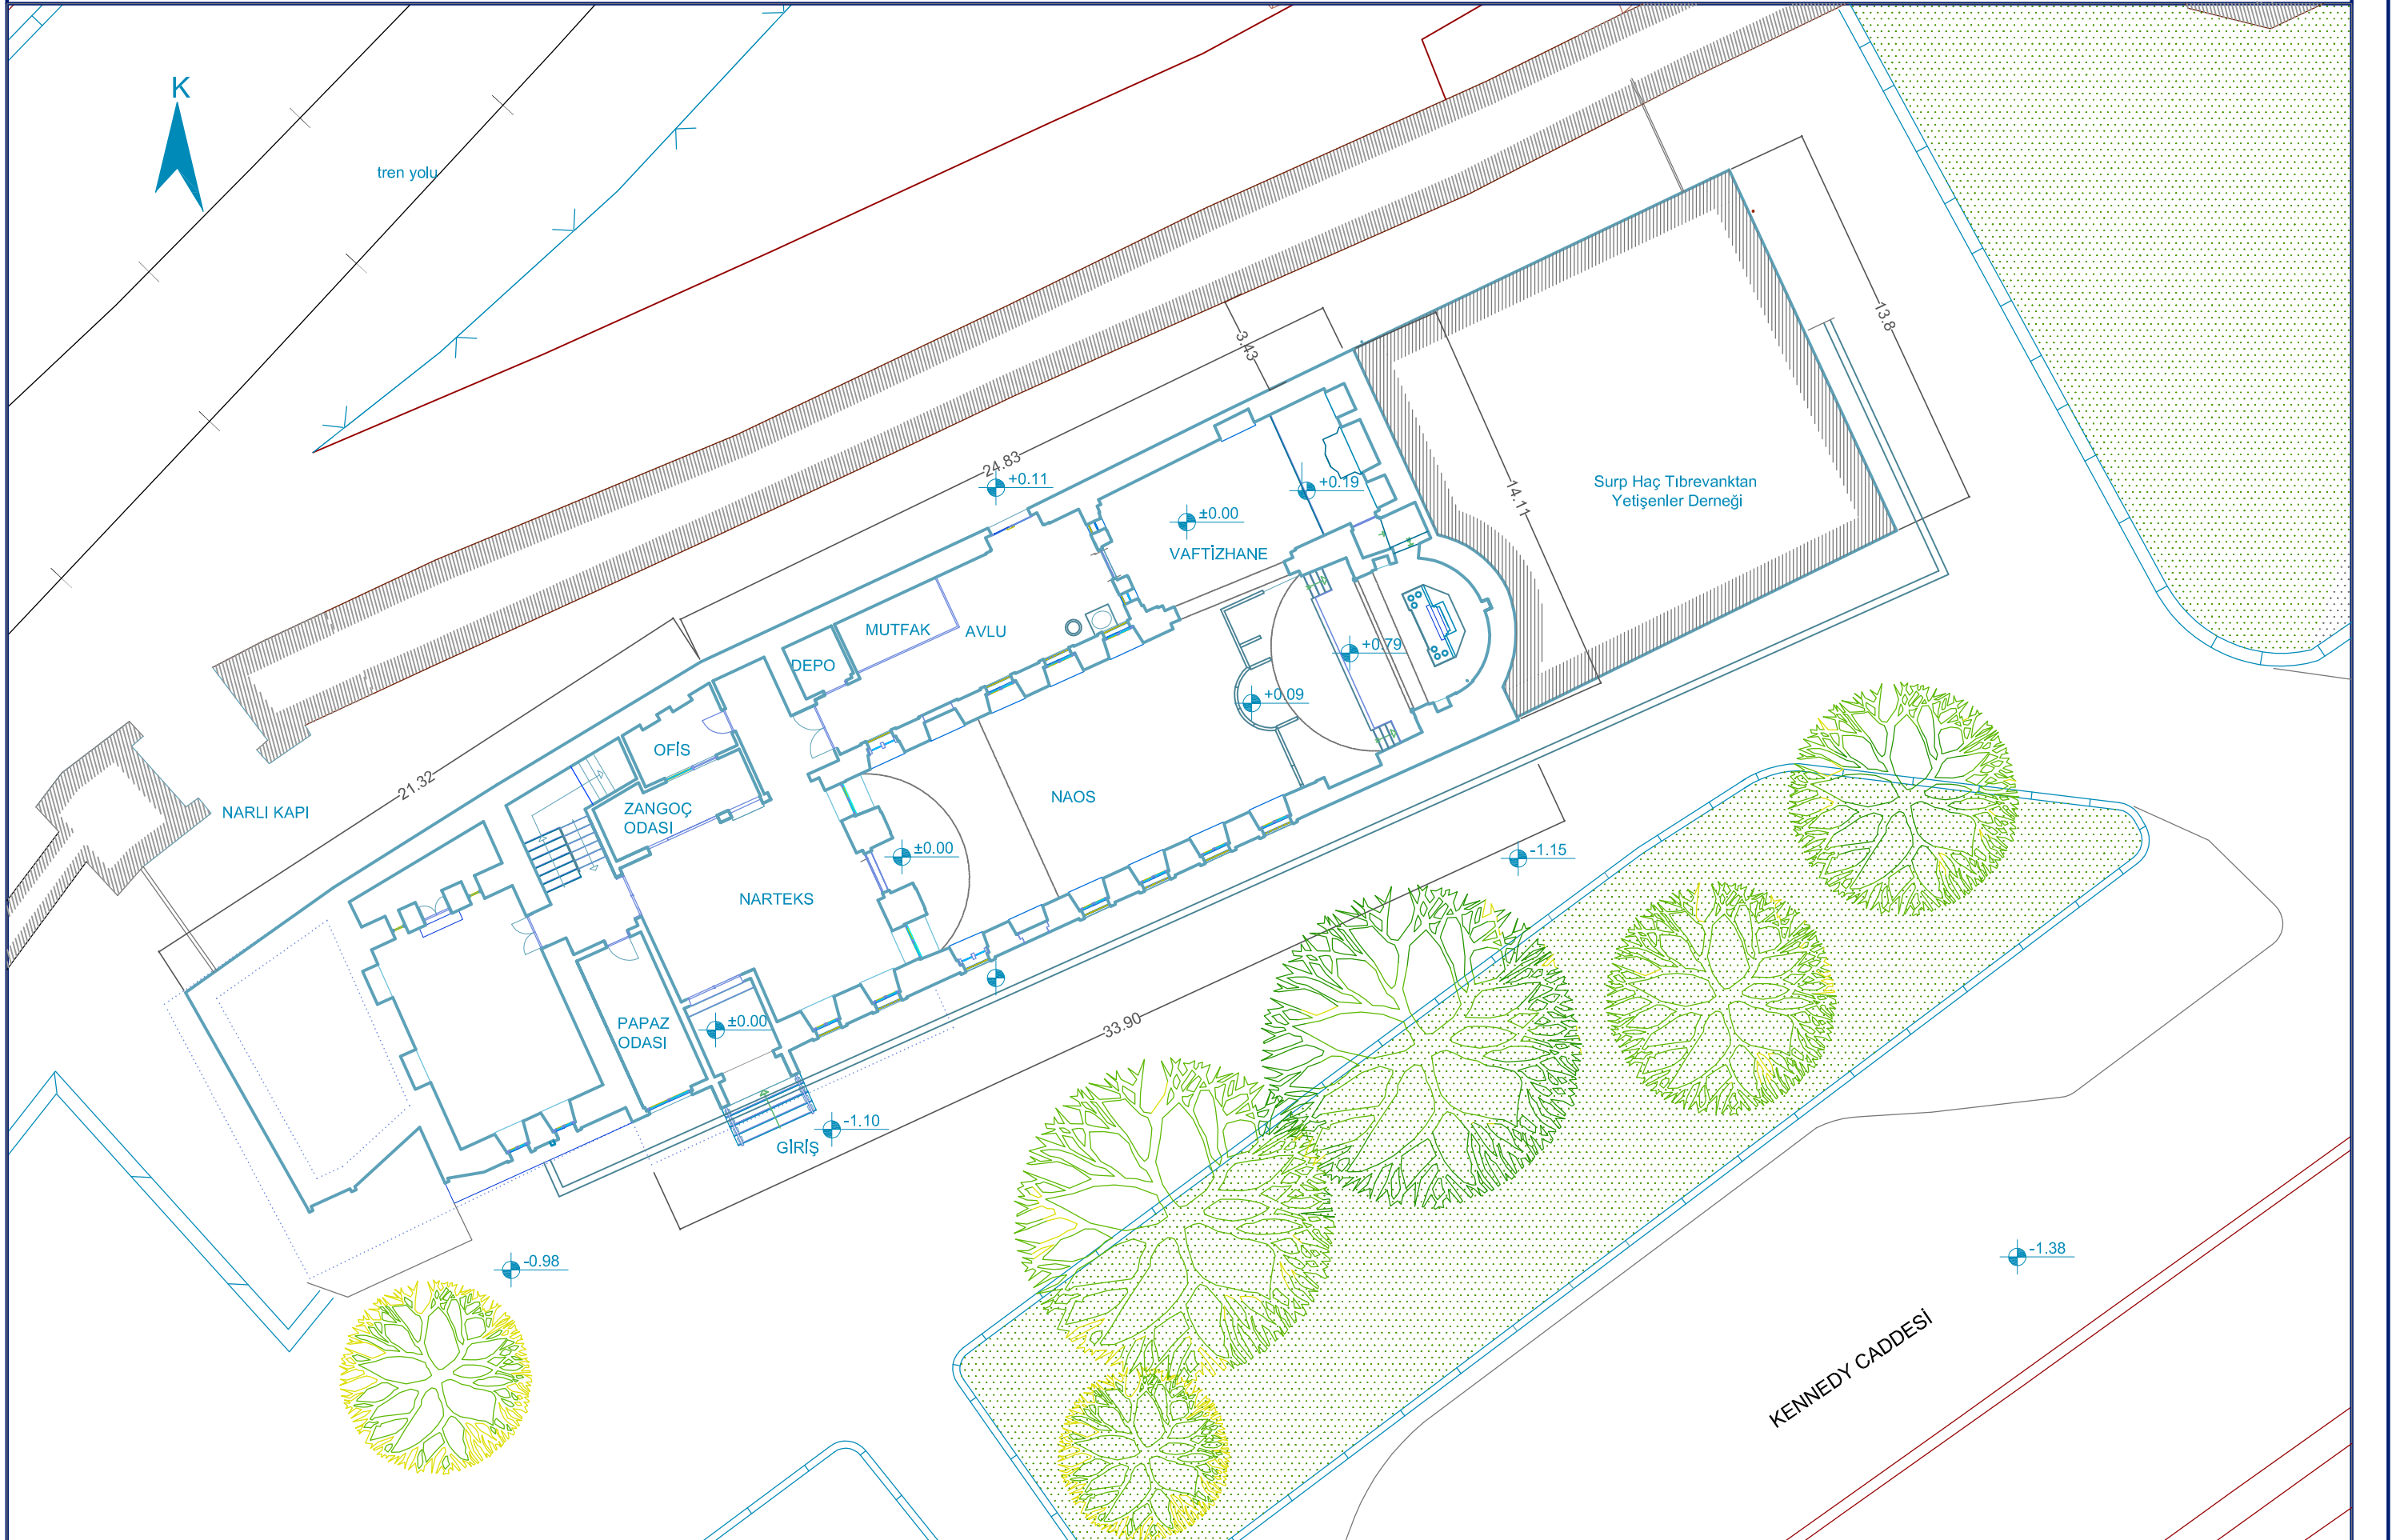 K
tren yolu
13.8
3.43
24.83
+0.11
+0.19
14.11
Surp Haç Tıbrevanktan
Yetişenler Derneği
±0.00
VAFTİZHANE
MUTFAK
AVLU
DEPO
+0.79
+0.09
OFİS
21.32
NARLI KAPI
ZANGOÇ
ODASI
NAOS
±0.00
-1.15
NARTEKS
PAPAZ
ODASI
±0.00
33.90
-1.10
GİRİŞ
-0.98
-1.38
KENNEDY CADDESİ